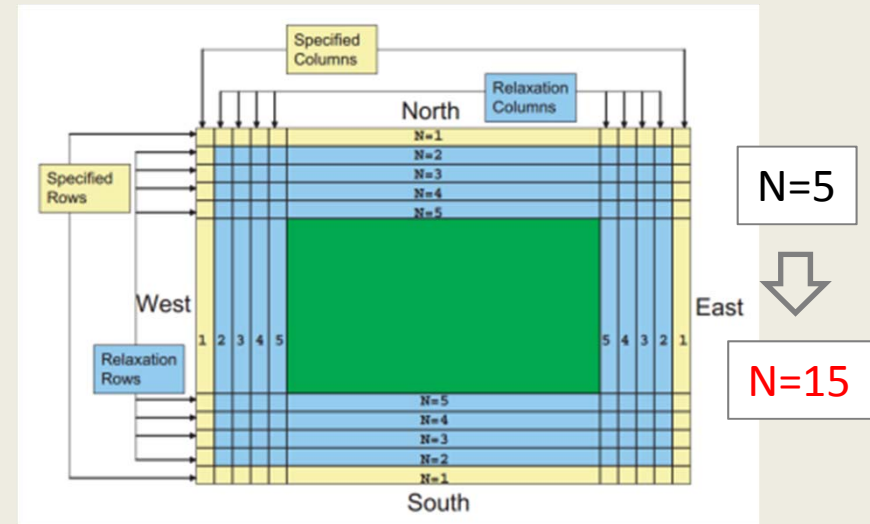 Specified
Columns
Relaxation
Columns
North
N=1
N=2
N=3
N=4
N=5
Specified
Rows
N=5
West
East
1 2 3 4 5
5 4 3 2 1
Relaxation
Rows
N=15
N=5
N=4
N=3
N=2
N=1
South